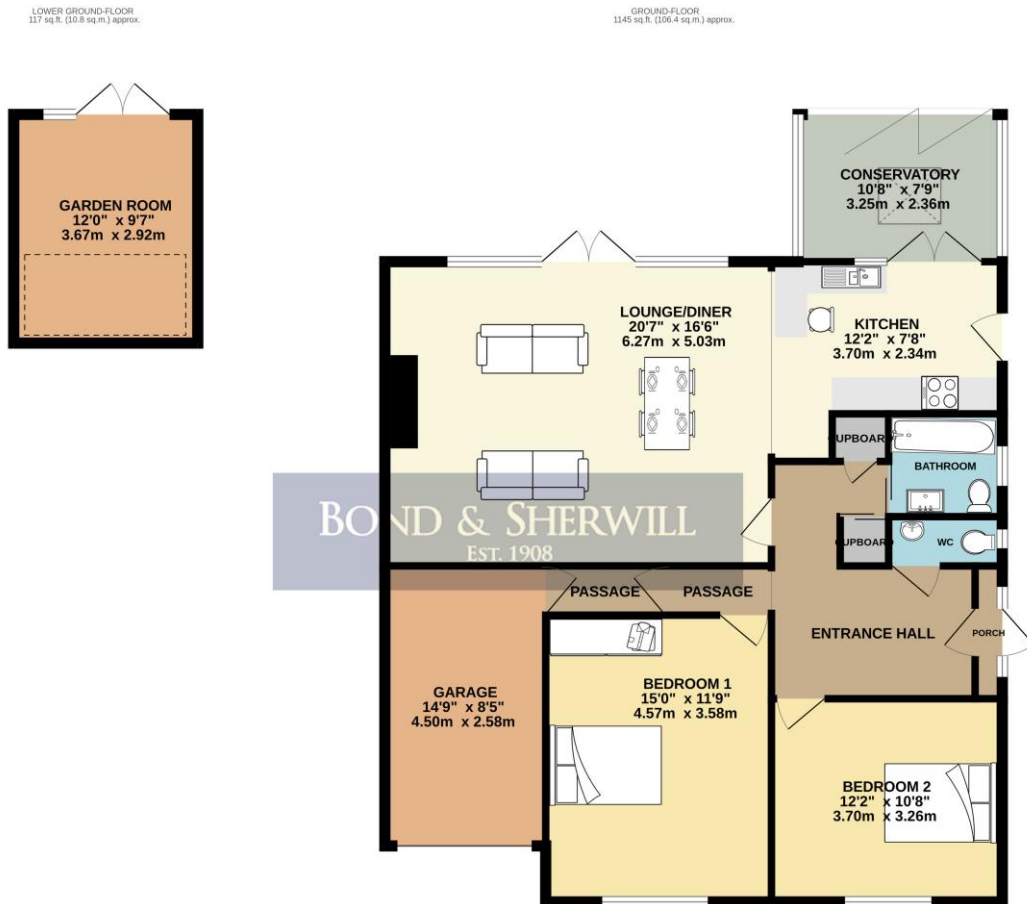 LOWER GROUND-FLOOR
117 sq.ft. (10.8 sq.m.) approx.
GROUND-FLOOR
1145 sq.ft. (106.4 sq.m.) approx.
GARDEN ROOM
12'0" x 9'7"
3.67m x 2.92m
CONSERVATORY
10'8" x 7'9"
3.25m x 2.36m
LOUNGE/DINER
20'7" x 16'6"
6.27m x 5.03m
KITCHEN
12'2" x 7'8"
3.70m x 2.34m
CUPBOARD
BATHROOM
BOND & SHERWILL
EST. 1908
CUPBOARD
WC
PASSAGE
PASSAGE
ENTRANCE HALL
PORCH
GARAGE
14'9" x 8'5"
4.50m x 2.58m
BEDROOM 1
15'0" x 11'9"
4.57m x 3.58m
BEDROOM 2
12'2" x 10'8"
3.70m x 3.26m